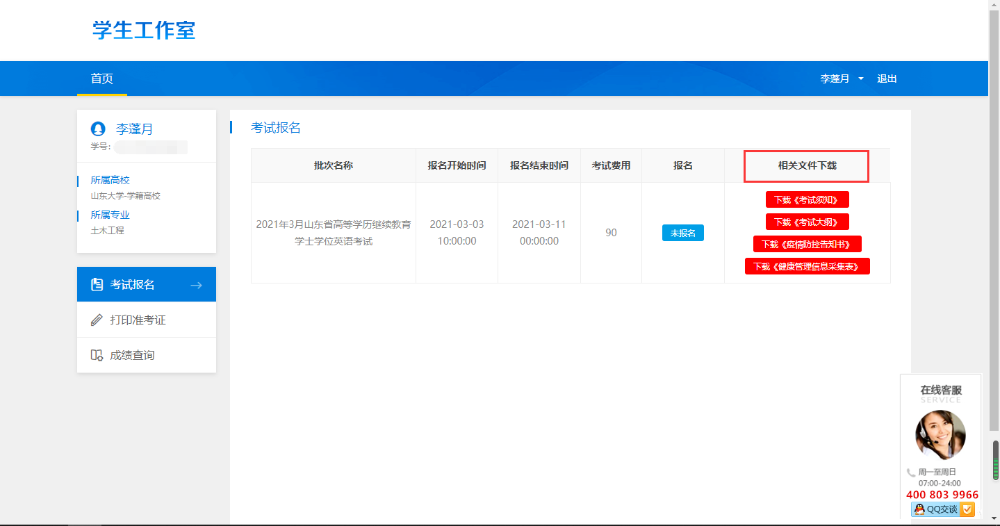 学生工作室
首页
李蓬月
退出
李蓬月
学号：
所属高校
山东大学-学籍高校
所属专业
土木工程
考试报名
打印准考证
成绩查询
考试报名
批次名称
报名开始时间
报名结束时间
考试费用
报名
相关文件下载
2021年3月山东省高等学历继续教育
学士学位英语考试
2021-03-03
10:00:00
2021-03-11
00:00:00
90
未报名
下载《考试须知》
下载《考试大纲》
下载《疫情防控告知书》
下载《健康管理信息采集表》
在线客服
SERVICE
周一至周日
07:00-24:00
400 803 9966
QQ交谈